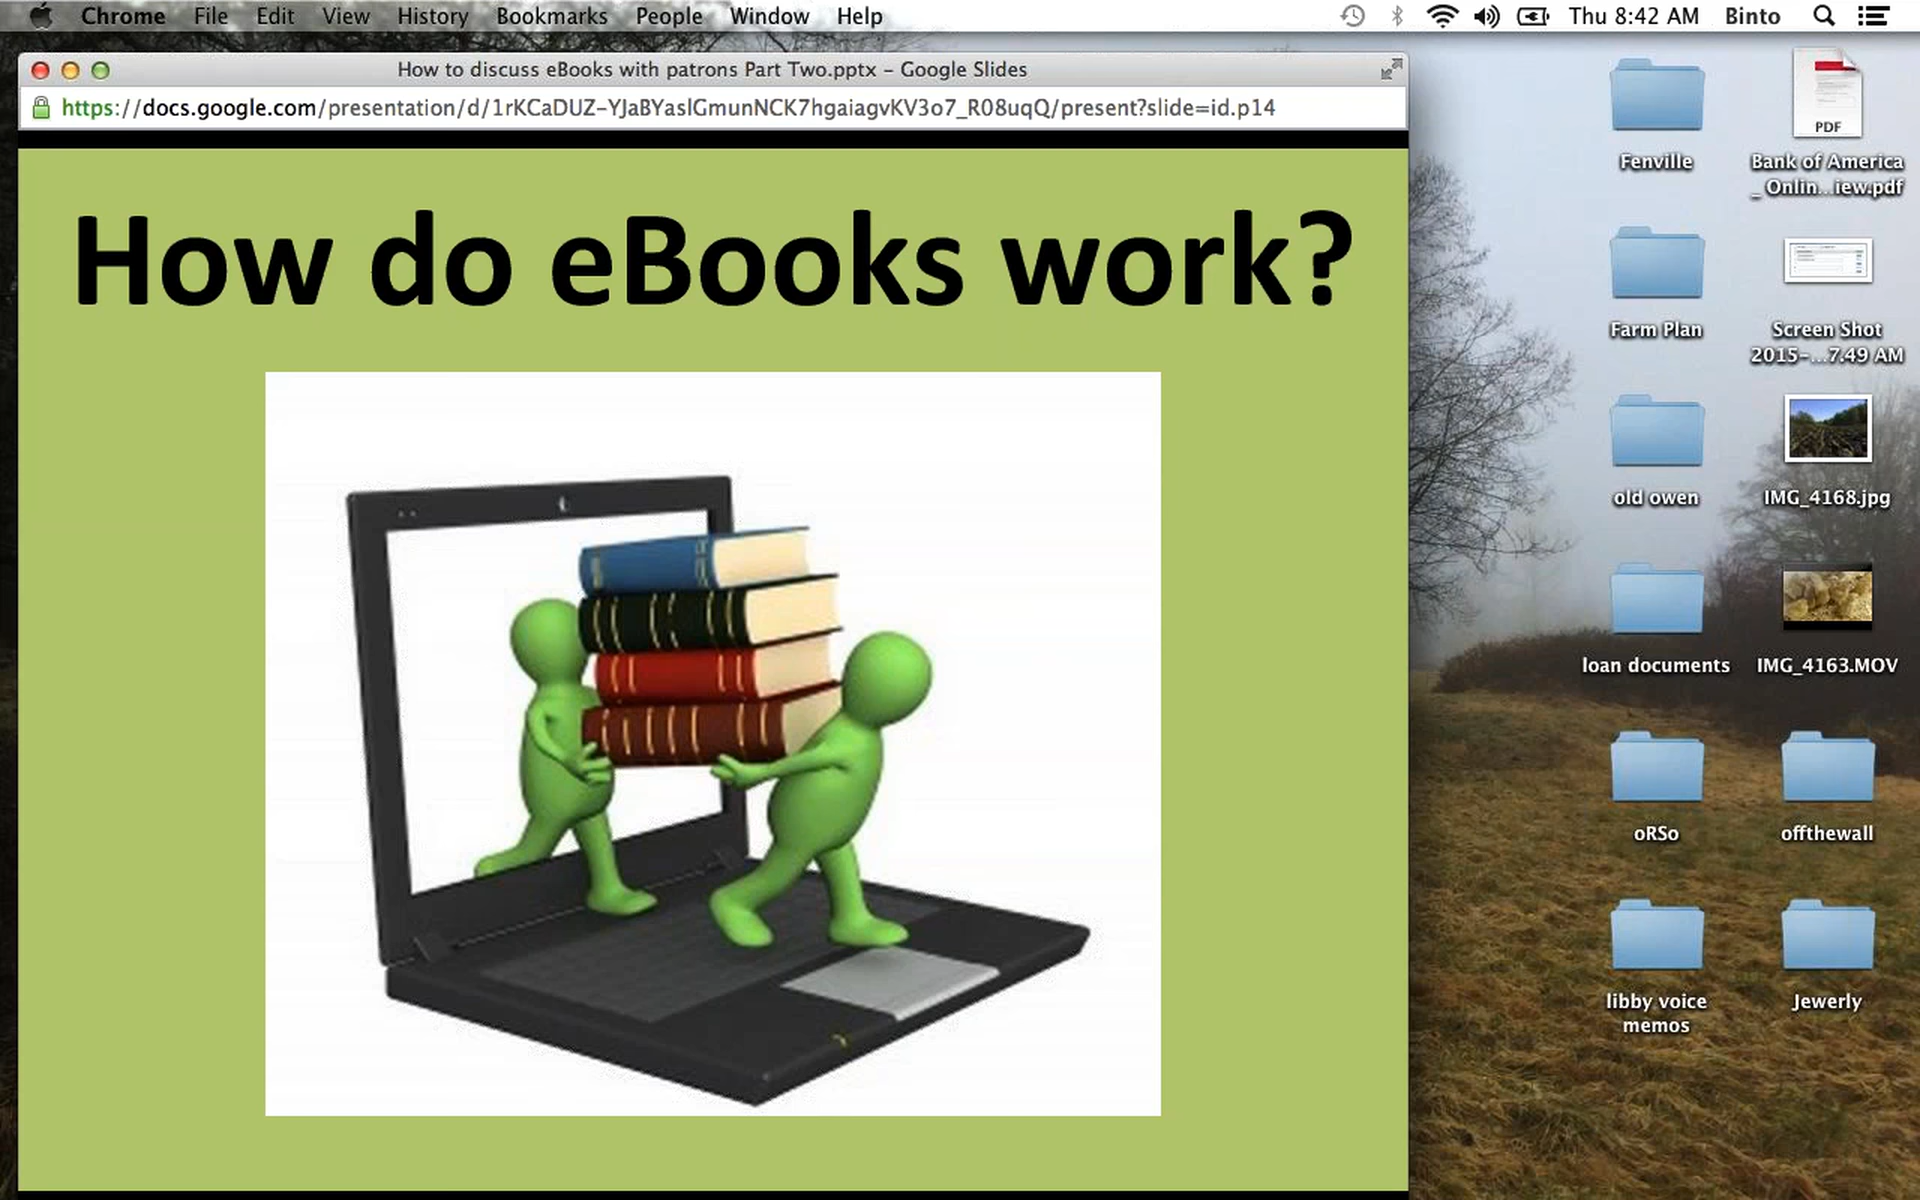 Chrome File Edit View History Bookmarks People Window Help Thu 8:42 AM Binto
How to discuss eBooks with patrons Part Two.pptx – Google Slides
https://docs.google.com/presentation/d/1rKCaDUZ-YJaBYaslGmunNCK7hgaiagvKV3o7_R08uqQ/present?slide=id.p14
How do eBooks work?
PDF
Fenville
Bank of America
_ Onlin...iew.pdf
Farm Plan
Screen Shot
2015-...7.49 AM
old owen
IMG_4168.jpg
loan documents
IMG_4163.MOV
oRSo
offthewall
libby voice
memos
Jewerly